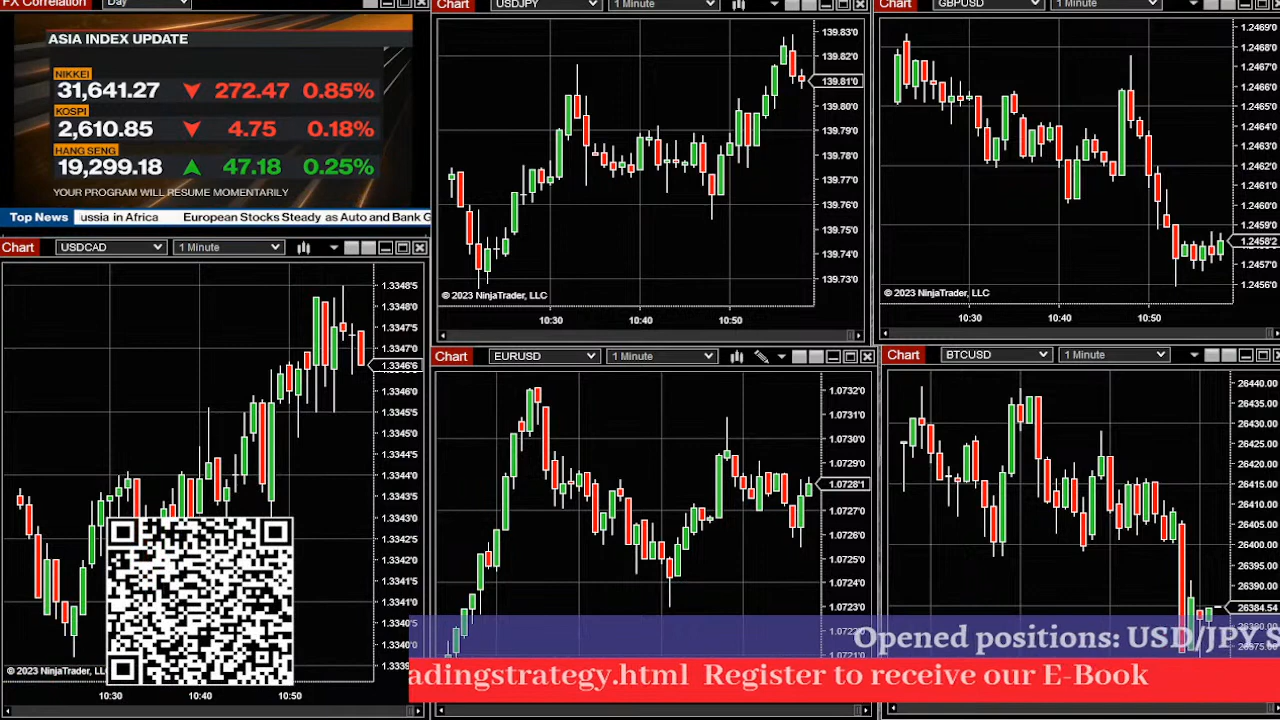 FX Correlation
Day
ASIA INDEX UPDATE
NIKKEI
31,641.27 272.47 0.85%
KOSPI
2,610.85 4.75 0.18%
HANG SENG
19,299.18 47.18 0.25%
YOUR PROGRAM WILL RESUME MOMENTARILY
Top News ussia in Africa European Stocks Steady as Auto and Bank G
Chart USDJPY 1 Minute
139.83'0
139.82'0
139.81'0
139.80'0
139.79'0
139.78'0
139.77'0
139.76'0
139.75'0
139.74'0
139.73'0
© 2023 NinjaTrader, LLC
10:30 10:40 10:50
Chart GBPUSD 1 Minute
1.2469'0
1.2468'0
1.2466'0
1.2465'0
1.2464'0
1.2462'0
1.2461'0
1.2460'0
1.2459'0
1.2458'2
1.2457'0
1.2456'0
© 2023 NinjaTrader, LLC
10:30 10:40 10:50
Chart USDCAD 1 Minute
1.3348'5
1.3348'0
1.3347'5
1.3347'0
1.3346'6
1.3346'0
1.3345'5
1.3345'0
1.3344'5
1.3344'0
1.3343'5
1.3343'0
1.3342'5
1.3342'0
1.3341'5
1.3341'0
1.3340'5
1.3340'0
1.3339
© 2023 Ni
10:30 10:40 10:50
Chart EURUSD 1 Minute
1.0732'0
1.0731'0
1.0730'0
1.0729'0
1.0728'1
1.0727'0
1.0726'0
1.0725'0
1.0724'0
1.0723'0
1.0722
1.0721
Chart BTCUSD 1 Minute
26440.00
26435.00
26430.00
26425.00
26420.00
26415.00
26410.00
26405.00
26400.00
26395.00
26390.00
26384.54
26380.00
26375.00
Opened positions: USD/JPY S
adingstrategy.html Register to receive our E-Book